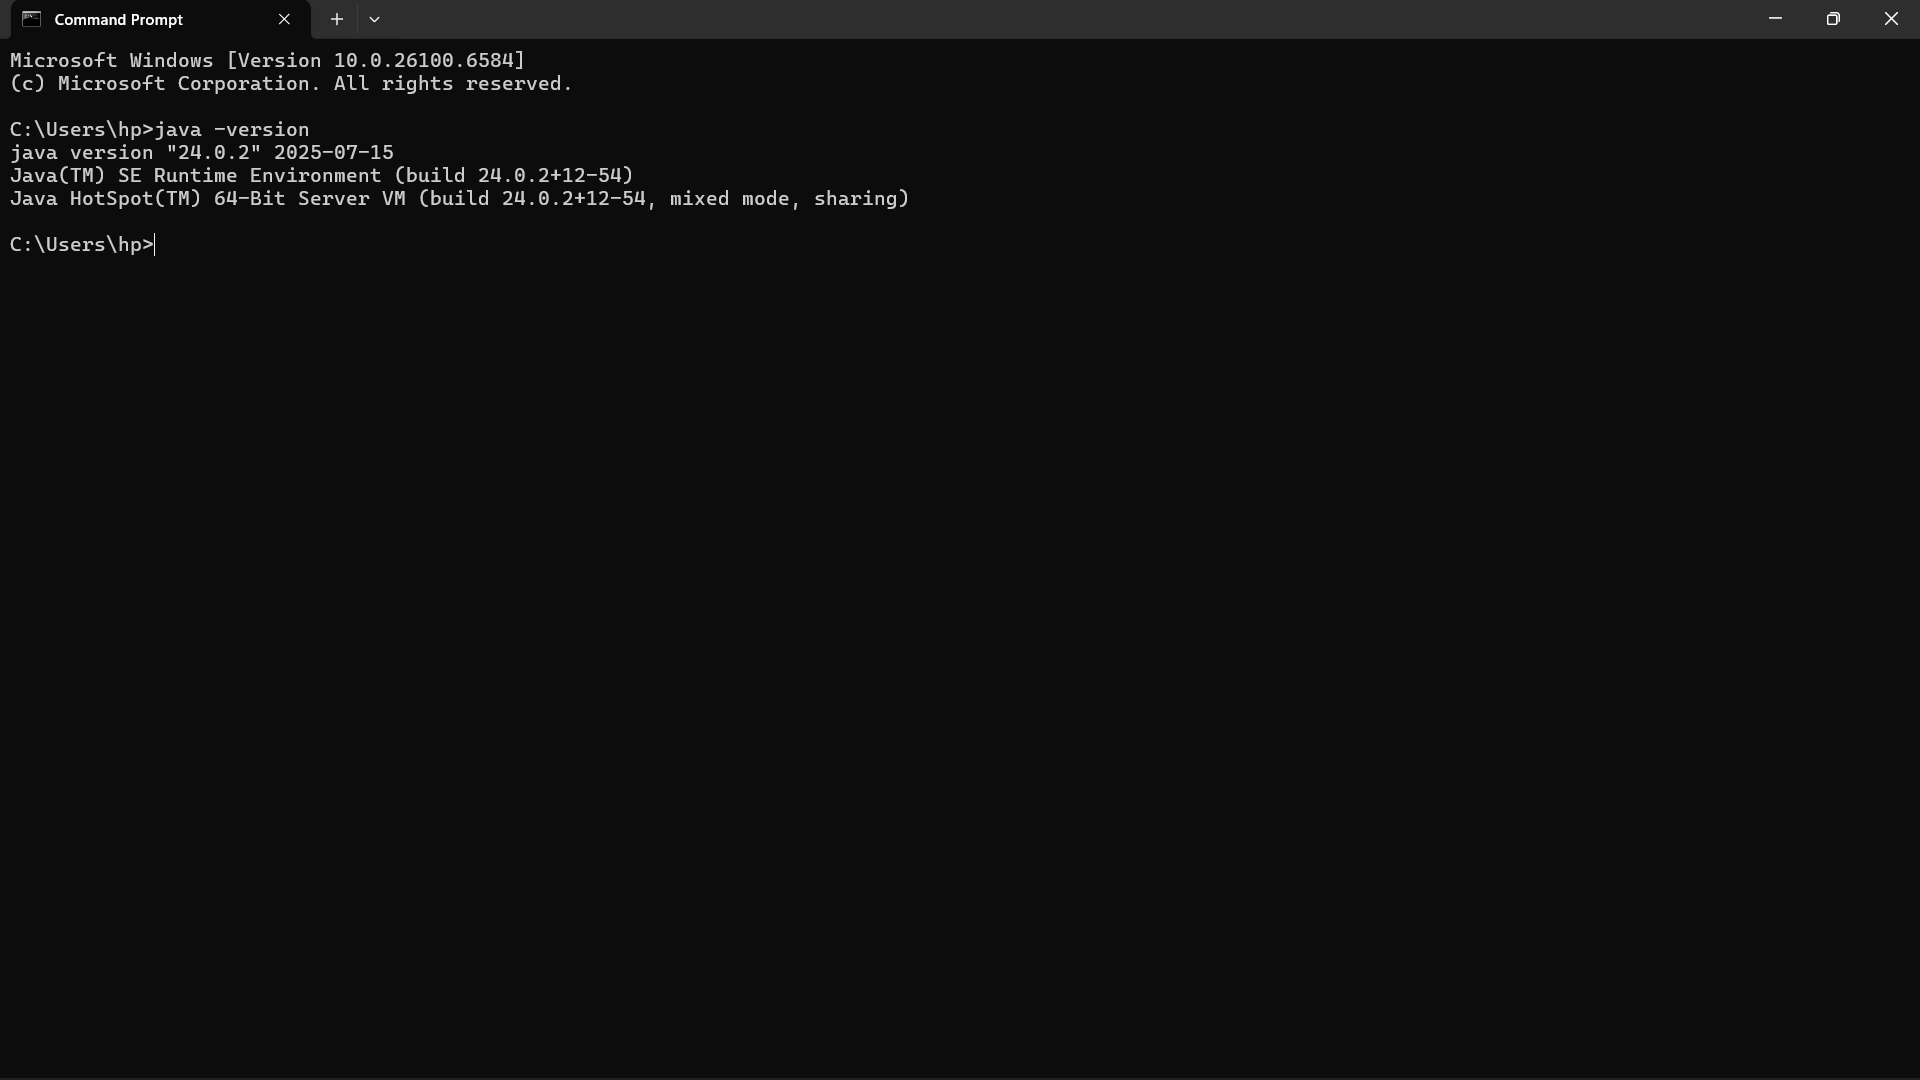 Command Prompt
Microsoft Windows [Version 10.0.26100.6584]
(c) Microsoft Corporation. All rights reserved.
C:\Users\hp>java -version
java version "24.0.2" 2025-07-15
Java(TM) SE Runtime Environment (build 24.0.2+12-54)
Java HotSpot(TM) 64-Bit Server VM (build 24.0.2+12-54, mixed mode, sharing)
C:\Users\hp>